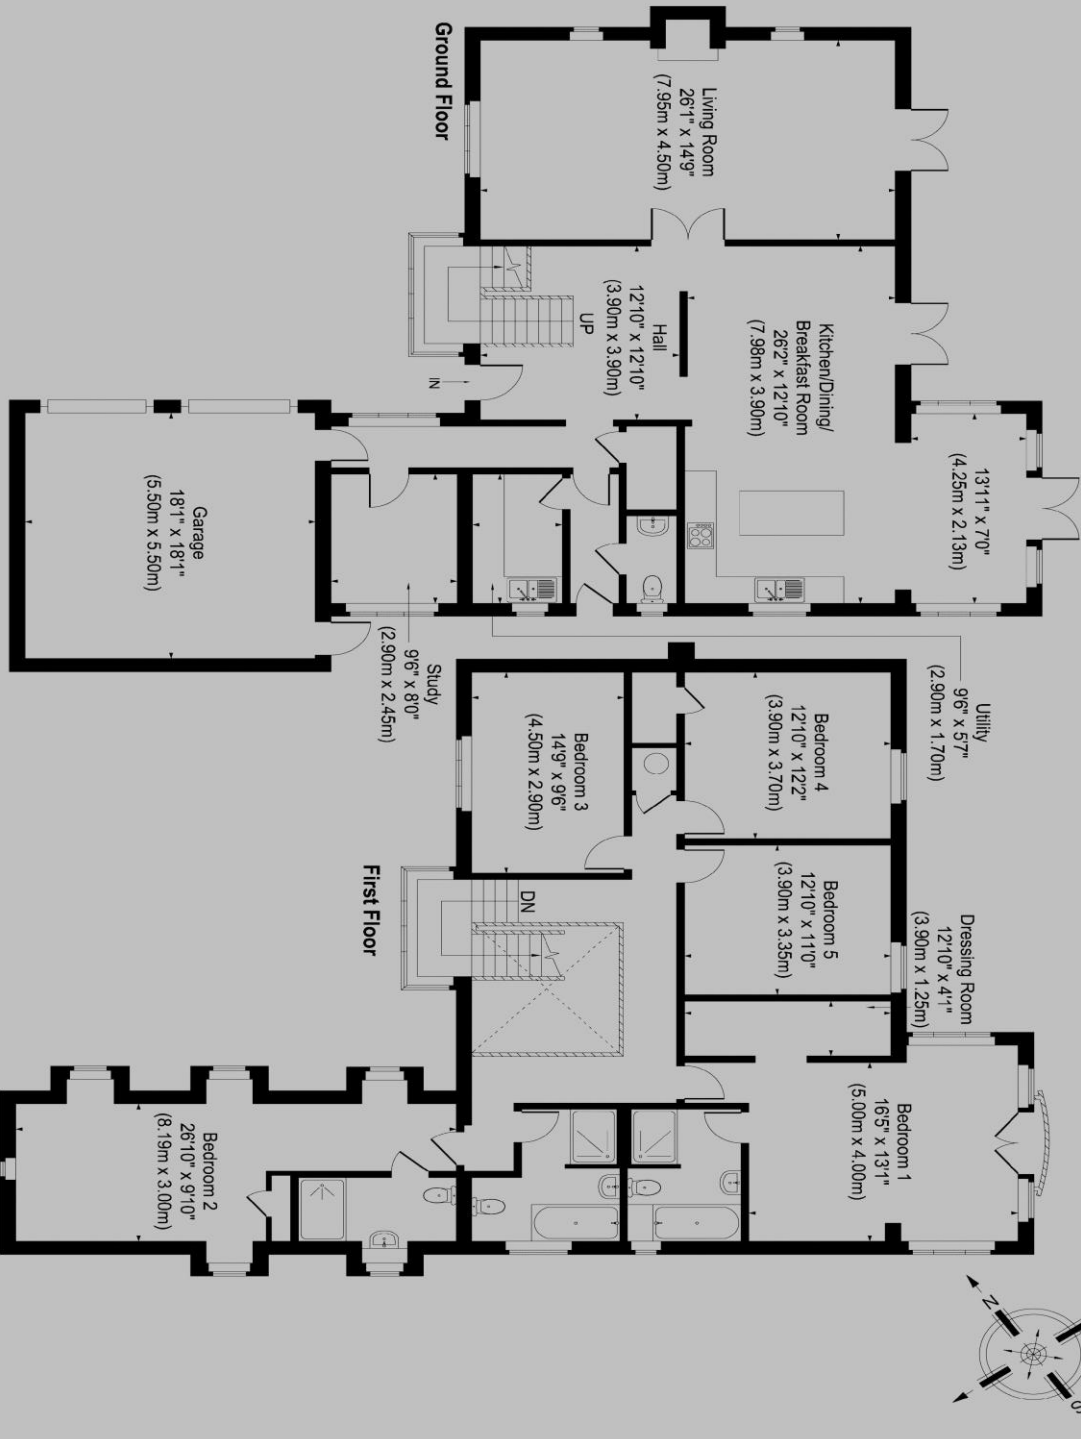 Ground Floor
Living Room
26'1" x 14'9"
(7.95m x 4.50m)
Kitchen/Dining/
Breakfast Room
26'2" x 12'10"
(7.98m x 3.90m)
13'11" x 7'0"
(4.25m x 2.13m)
Hall
12'10" x 12'10"
(3.90m x 3.90m)
UP
IN
Garage
18'1" x 18'1"
(5.50m x 5.50m)
Study
9'6" x 8'0"
(2.90m x 2.45m)
Utility
9'6" x 5'7"
(2.90m x 1.70m)
First Floor
Bedroom 4
12'10" x 12'2"
(3.90m x 3.70m)
Bedroom 3
14'9" x 9'6"
(4.50m x 2.90m)
Bedroom 5
12'10" x 11'0"
(3.90m x 3.35m)
DN
Dressing Room
12'10" x 4'1"
(3.90m x 1.25m)
Bedroom 1
16'5" x 13'1"
(5.00m x 4.00m)
Bedroom 2
26'10" x 9'10"
(8.19m x 3.00m)
N
S